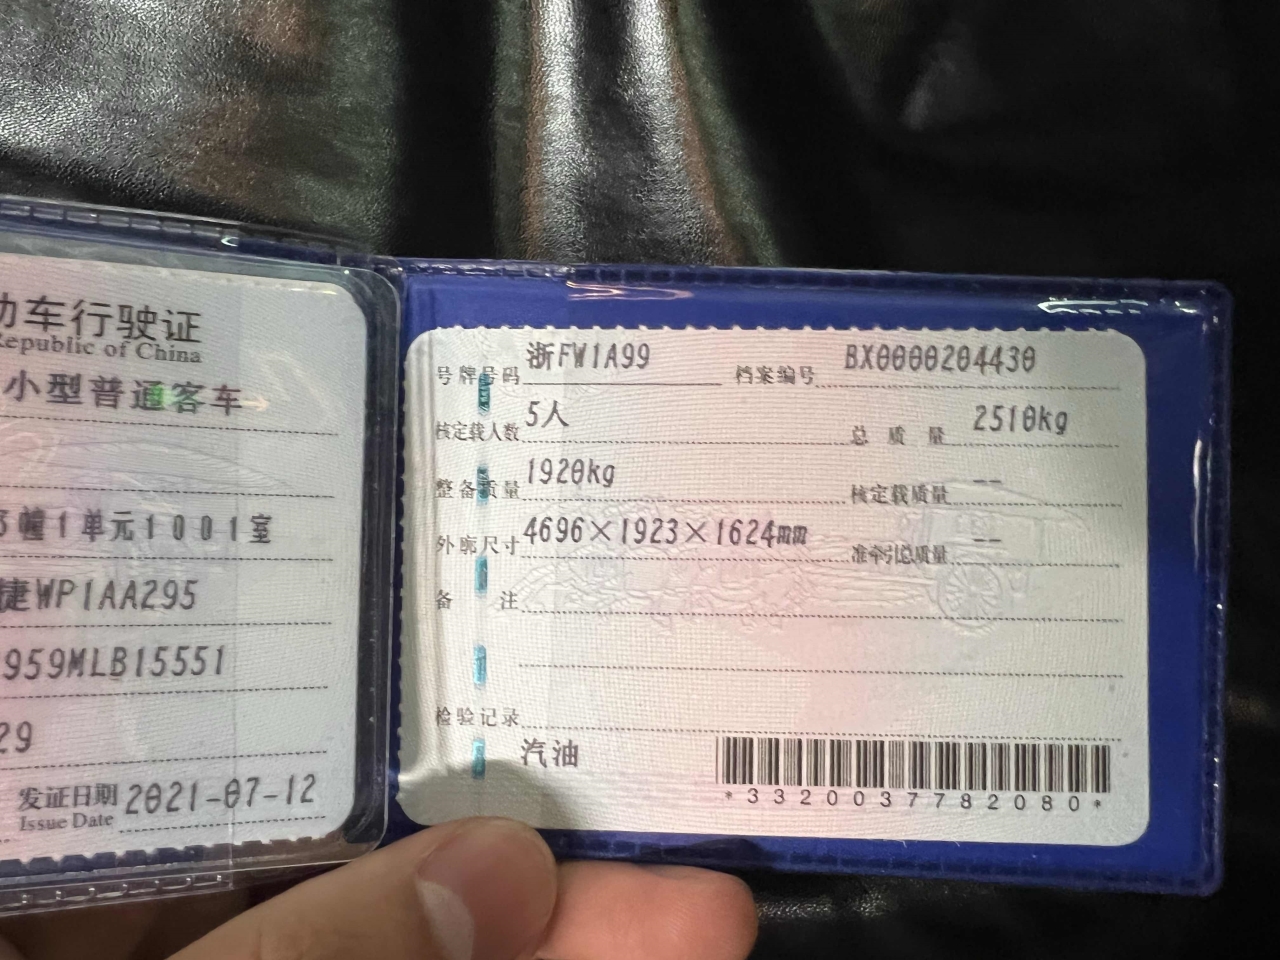 动车行驶证
Republic of China
小型普通客车
幢1单元1001室
捷WP1AA295
959MLB15551
29
发证日期 2021-07-12
Issue Date
号牌号码 浙FW1A99 档案编号 BX0000204430
核定载人数 5人 总质量 2510kg
整备质量 1920kg 核定载质量 --
外廓尺寸 4696×1923×1624mm 准牵引总质量 --
备注
检验记录
汽油
*3320037782080*